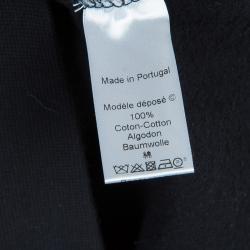 Made in Portugal
Modèle déposé ©
100%
Coton-Cotton
Algodon
Baumwolle